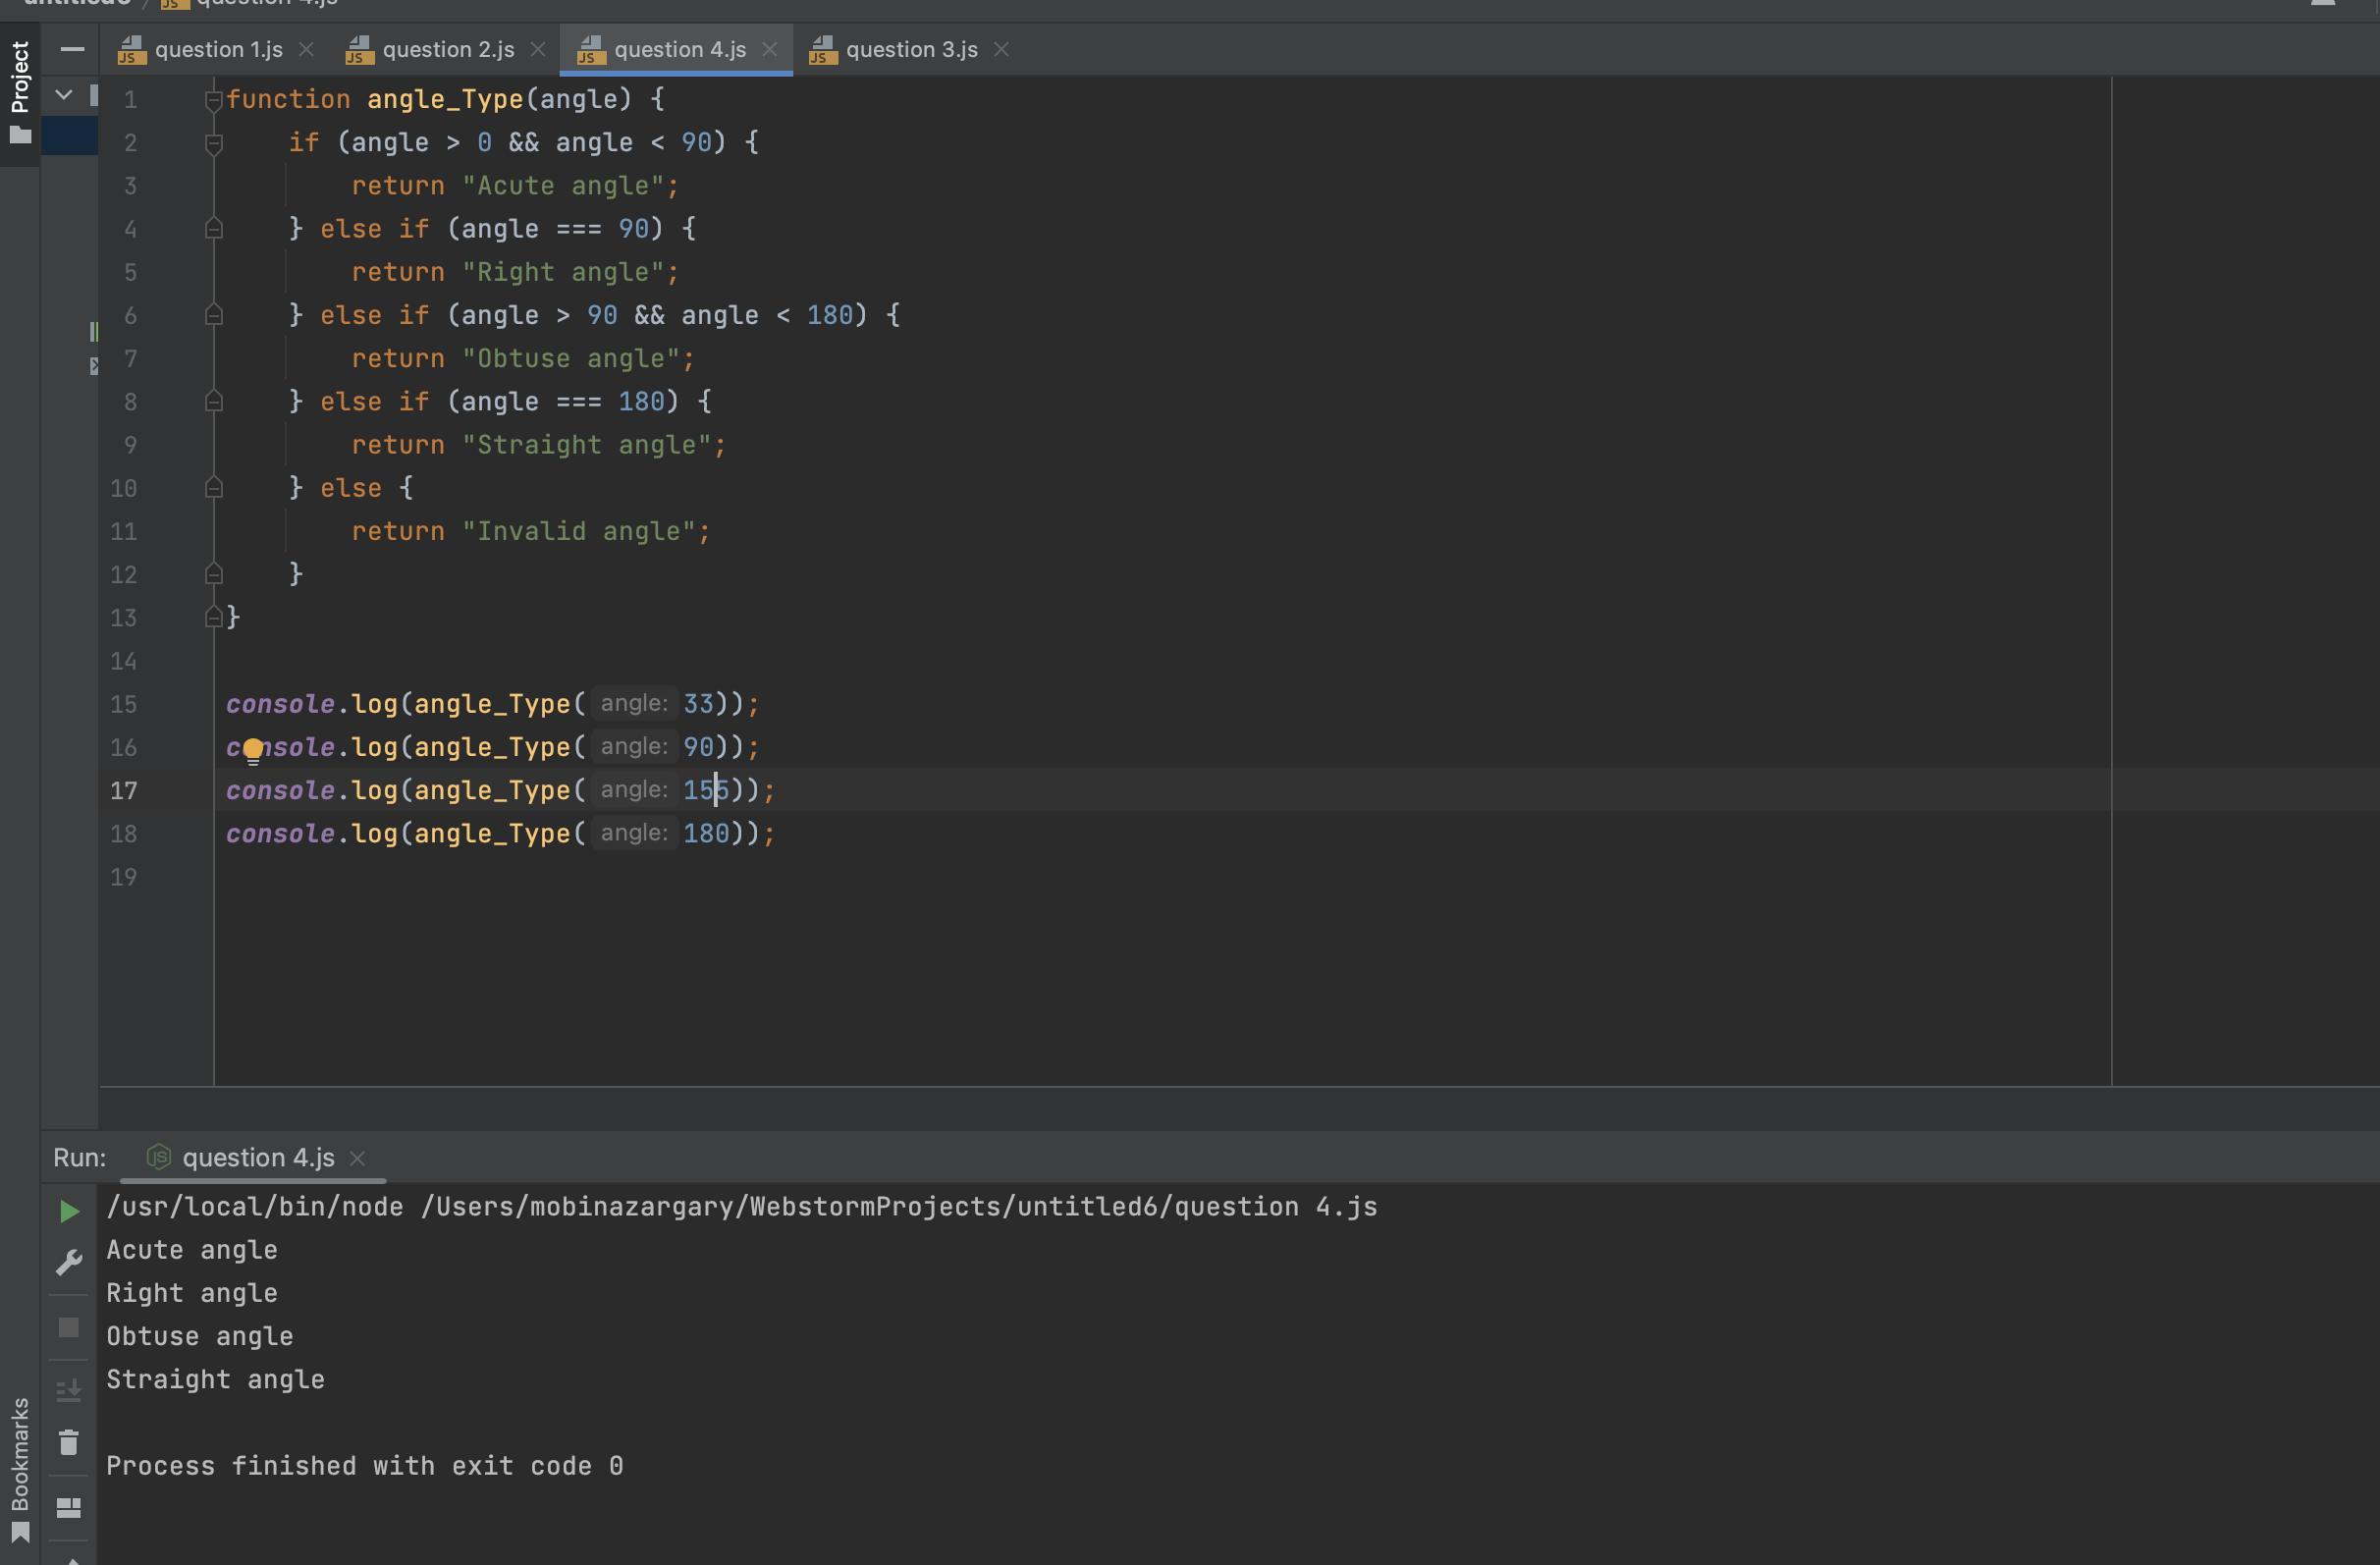 question 1.js
question 2.js
question 4.js
question 3.js
Project
1 function angle_Type(angle) {
2 if (angle > 0 && angle < 90) {
3 return "Acute angle";
4 } else if (angle === 90) {
5 return "Right angle";
6 } else if (angle > 90 && angle < 180) {
7 return "Obtuse angle";
8 } else if (angle === 180) {
9 return "Straight angle";
10 } else {
11 return "Invalid angle";
12 }
13 }
14
15 console.log(angle_Type( angle: 33));
16 console.log(angle_Type( angle: 90));
17 console.log(angle_Type( angle: 155));
18 console.log(angle_Type( angle: 180));
19
Run: question 4.js
/usr/local/bin/node /Users/mobinazargary/WebstormProjects/untitled6/question 4.js
Acute angle
Right angle
Obtuse angle
Straight angle
Process finished with exit code 0
Bookmarks